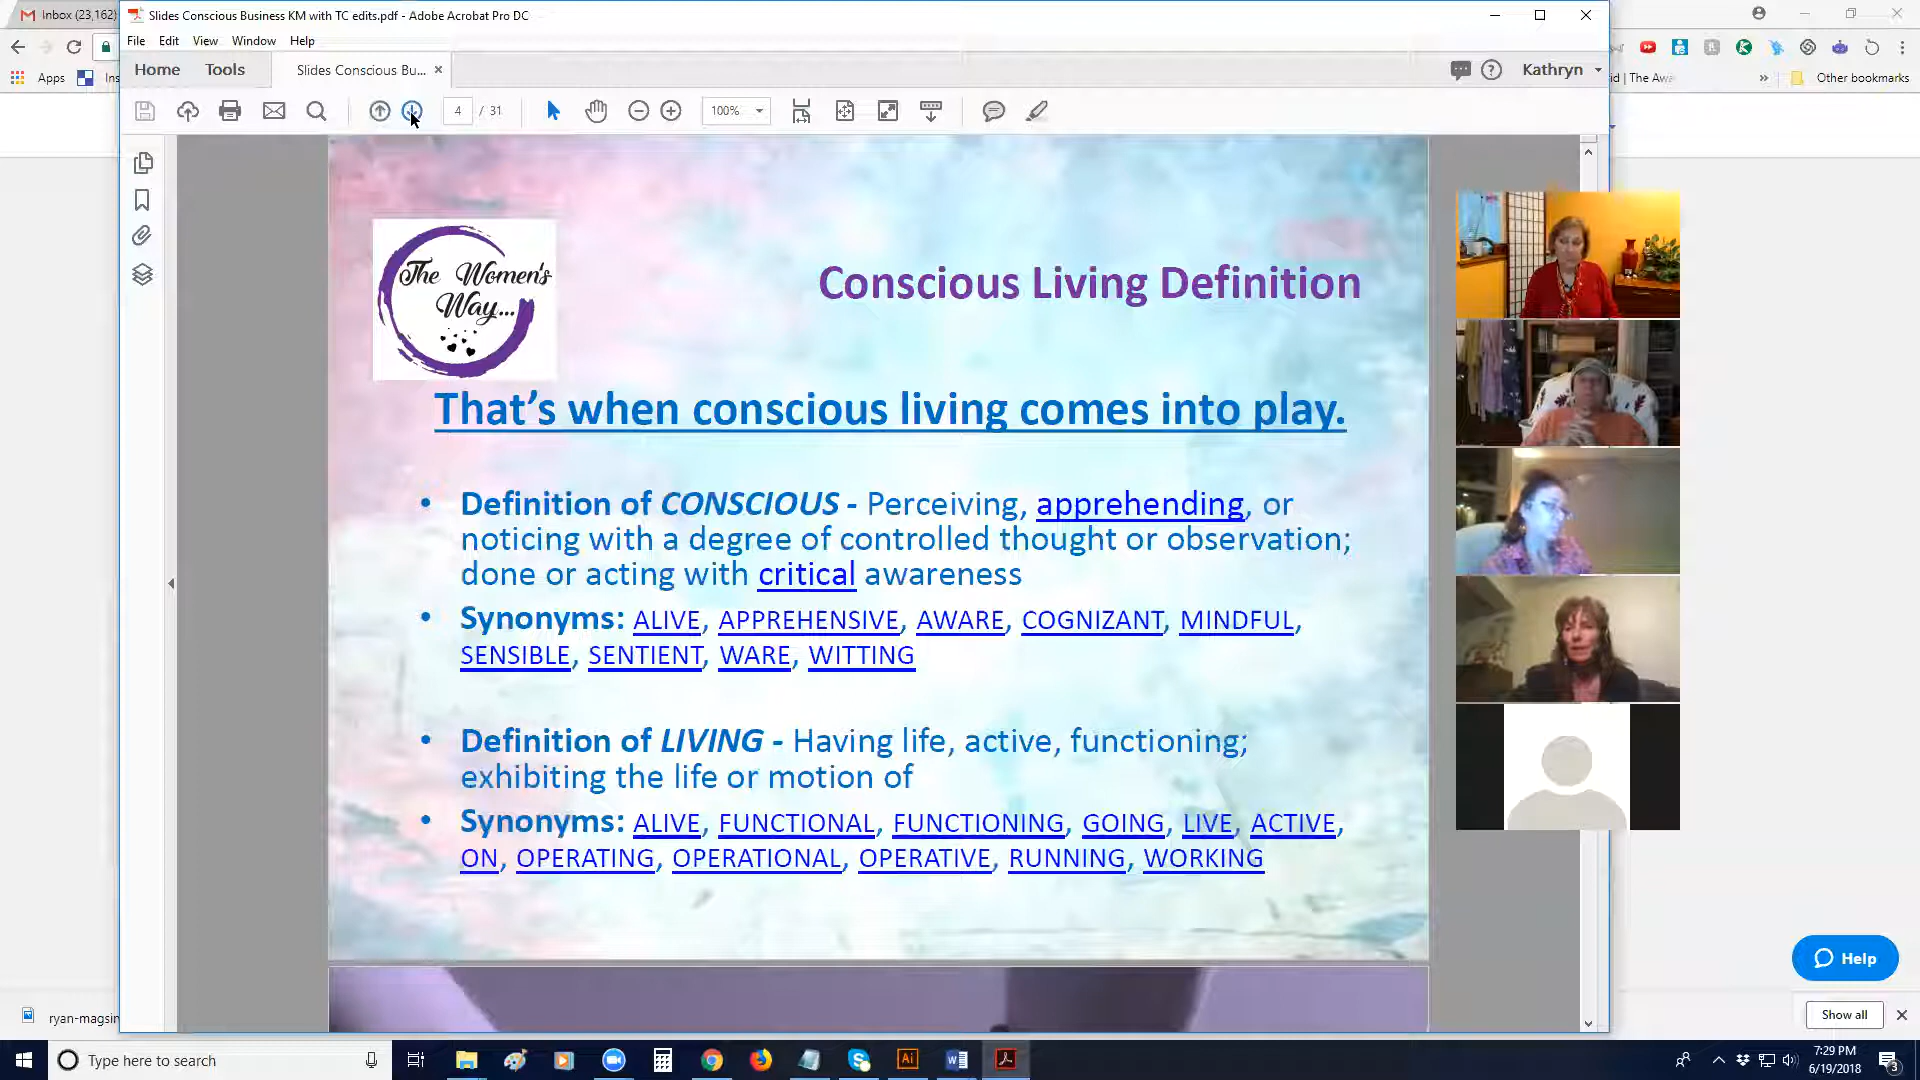 Inbox (23,162)
Slides Conscious Business KM with TC edits.pdf - Adobe Acrobat Pro DC
File Edit View Window Help
Home Tools Slides Conscious Bu... Kathryn
Apps Ins id | The Awa » Other bookmarks
4 / 31 100%
The Women's
Way...
Conscious Living Definition
That's when conscious living comes into play.
• Definition of CONSCIOUS - Perceiving, apprehending, or
noticing with a degree of controlled thought or observation;
done or acting with critical awareness
• Synonyms: ALIVE, APPREHENSIVE, AWARE, COGNIZANT, MINDFUL,
SENSIBLE, SENTIENT, WARE, WITTING
• Definition of LIVING - Having life, active, functioning;
exhibiting the life or motion of
• Synonyms: ALIVE, FUNCTIONAL, FUNCTIONING, GOING, LIVE, ACTIVE,
ON, OPERATING, OPERATIONAL, OPERATIVE, RUNNING, WORKING
Help
ryan-magsin
Show all
Type here to search
7:29 PM
6/19/2018
3